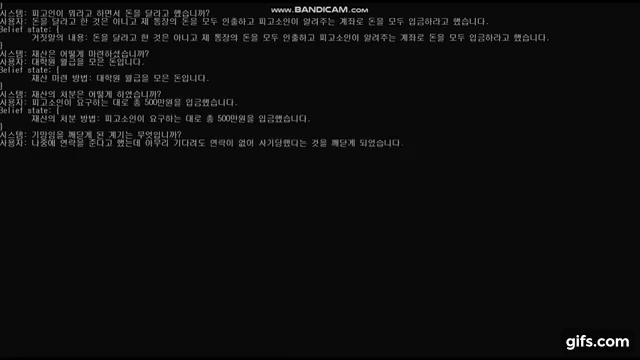 }
www.BANDICAM.com
시스템: 피고인이 뭐라고 하면서 돈을 달라고 했습니까?
사용자: 돈을 달라고 한 것은 아니고 제 통장의 돈을 모두 인출하고 피고소인이 알려주는 계좌로 돈을 모두 입금하라고 했습니다.
Belief state: {
거짓말의 내용: 돈을 달라고 한 것은 아니고 제 통장의 돈을 모두 인출하고 피고소인이 알려주는 계좌로 돈을 모두 입금하라고 했습니다.
}
시스템: 재산은 어떻게 마련하셨습니까?
사용자: 대학원 월급을 모은 돈입니다.
Belief state: {
재산 마련 방법: 대학원 월급을 모은 돈입니다.
}
시스템: 재산의 처분은 어떻게 하였습니까?
사용자: 피고소인이 요구하는 대로 총 500만원을 입금했습니다.
Belief state: {
재산의 처분 방법: 피고소인이 요구하는 대로 총 500만원을 입금했습니다.
}
시스템: 기망임을 깨닫게 된 계기는 무엇입니까?
사용자: 나중에 연락을 준다고 했는데 아무리 기다려도 연락이 없어 사기당했다는 것을 깨닫게 되었습니다.
gifs.com